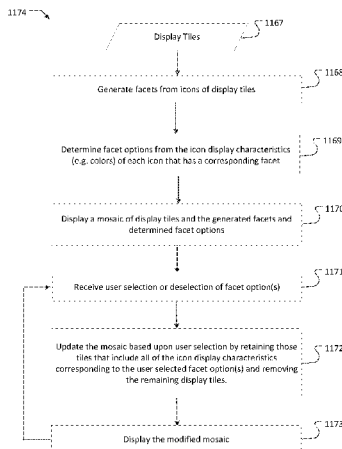 1174
1167
Display Tiles
1168
Generate facets from icons of display tiles
1169
Determine facet options from the icon display characteristics
(e.g. colors) of each icon that has a corresponding facet
1170
Display a mosaic of display tiles and the generated facets and
determined facet options
1171
Receive user selection or deselection of facet option(s)
1172
Update the mosaic based upon user selection by retaining those
tiles that include all of the icon display characteristics
corresponding to the user selected facet option(s) and removing
the remaining display tiles.
1173
Display the modified mosaic